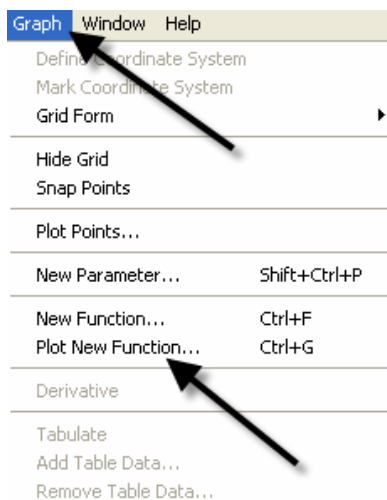 Graph Window Help
Define Coordinate System
Mark Coordinate System
Grid Form
Hide Grid
Snap Points
Plot Points...
New Parameter... Shift+Ctrl+P
New Function... Ctrl+F
Plot New Function... Ctrl+G
Derivative
Tabulate
Add Table Data...
Remove Table Data...